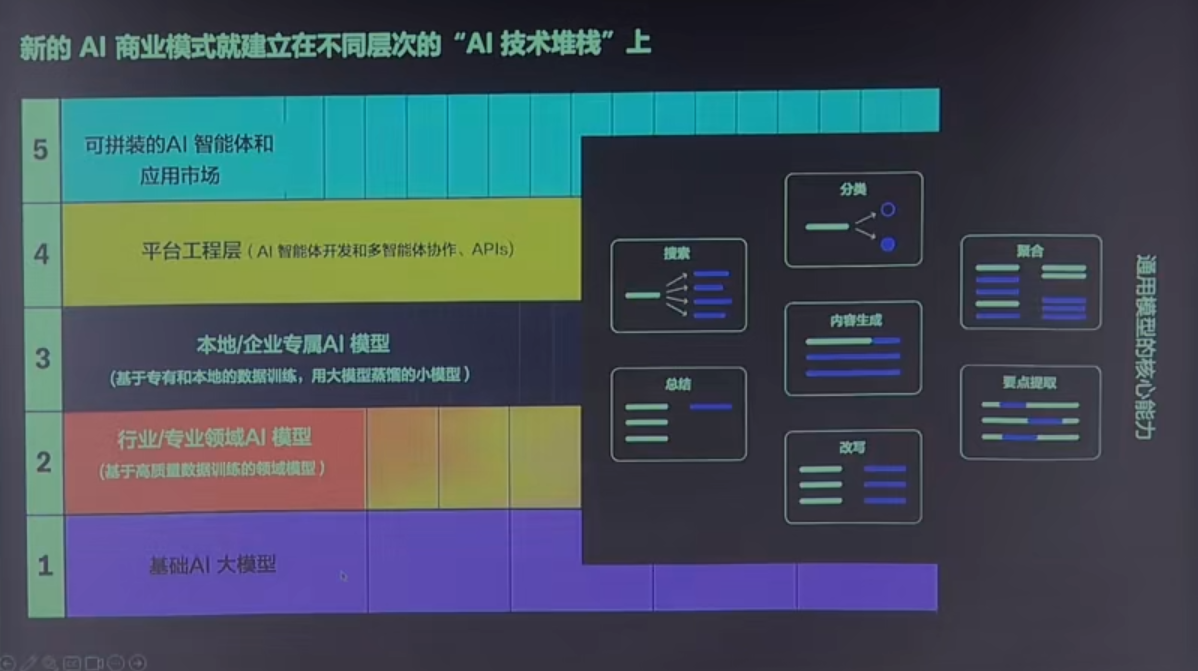 新的 AI 商业模式就建立在不同层次的“AI 技术堆栈”上
5
可拼装的AI 智能体和
应用市场
4
平台工程层（AI 智能体开发和多智能体协作、APIs）
3
本地/企业专属AI 模型
（基于专有和本地的数据训练，用大模型蒸馏的小模型）
2
行业/专业领域AI 模型
（基于高质量数据训练的领域模型）
1
基础AI 大模型
搜索
总结
分类
内容生成
改写
聚合
要点提取
通用模型的核心能力